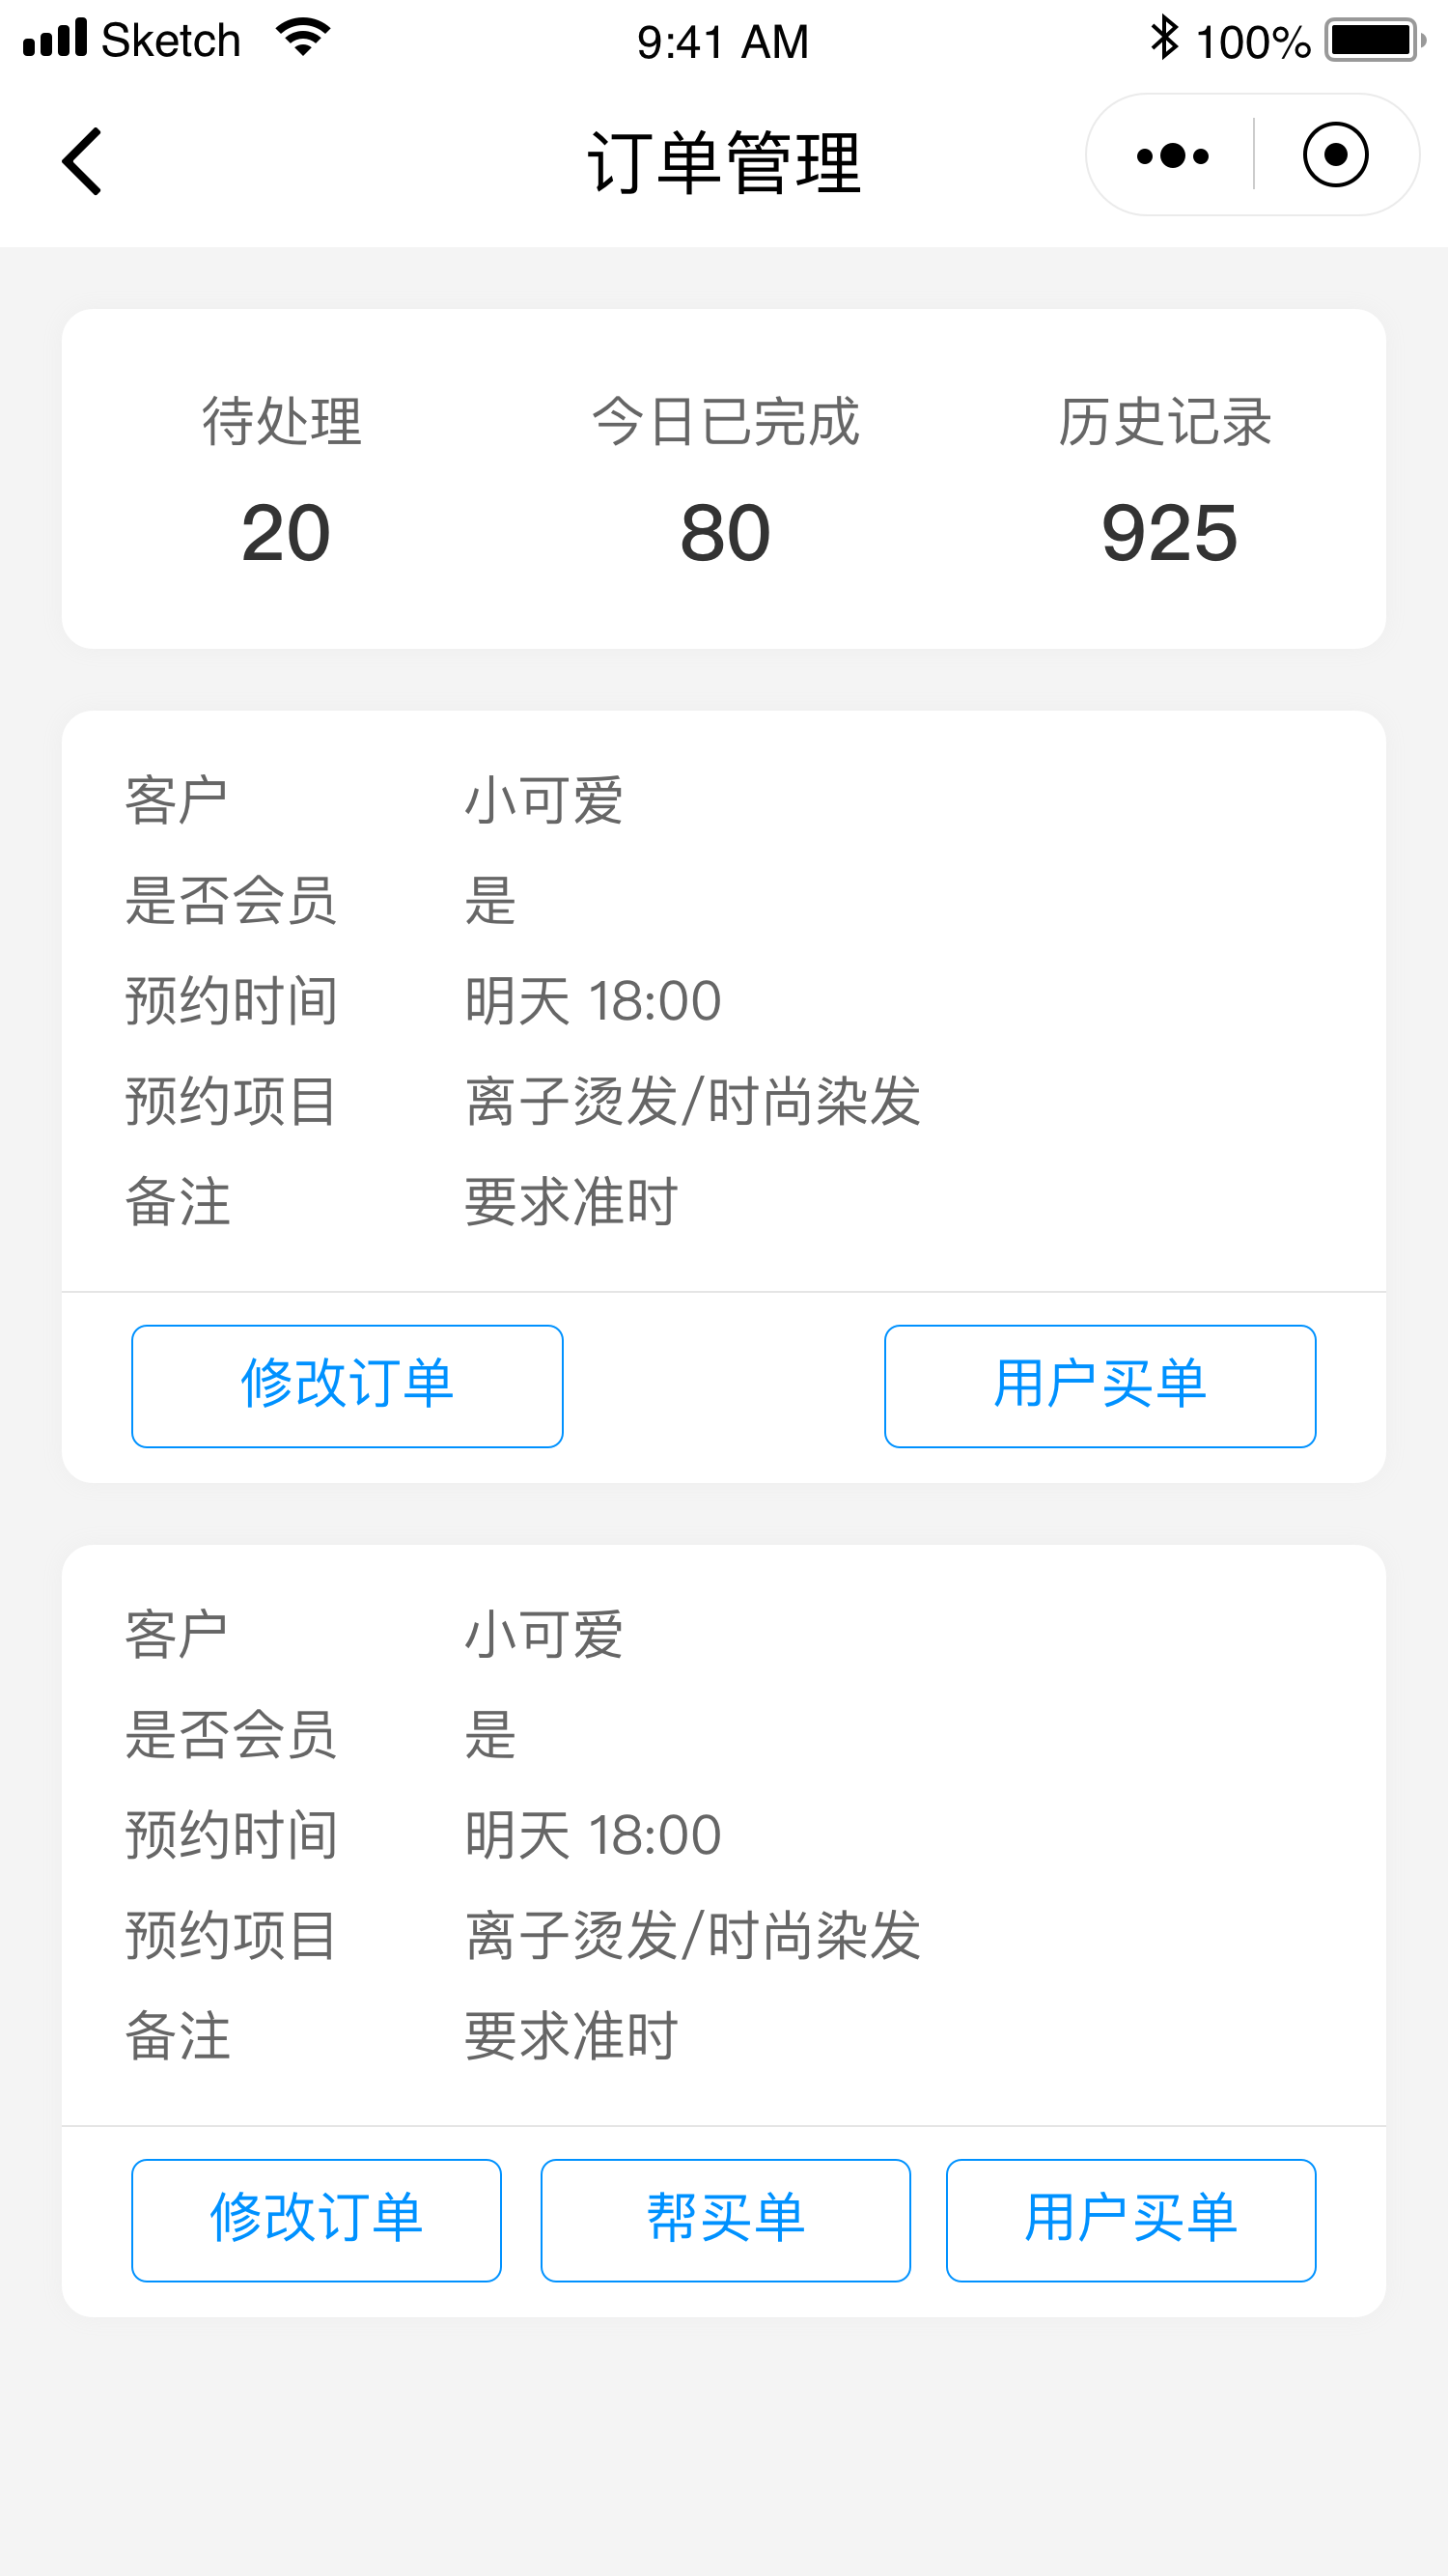 Sketch 9:41 AM 100%
订单管理
待处理 今日已完成 历史记录
20 80 925
客户 小可爱
是否会员 是
预约时间 明天 18:00
预约项目 离子烫发/时尚染发
备注 要求准时
修改订单 用户买单
客户 小可爱
是否会员 是
预约时间 明天 18:00
预约项目 离子烫发/时尚染发
备注 要求准时
修改订单 帮买单 用户买单